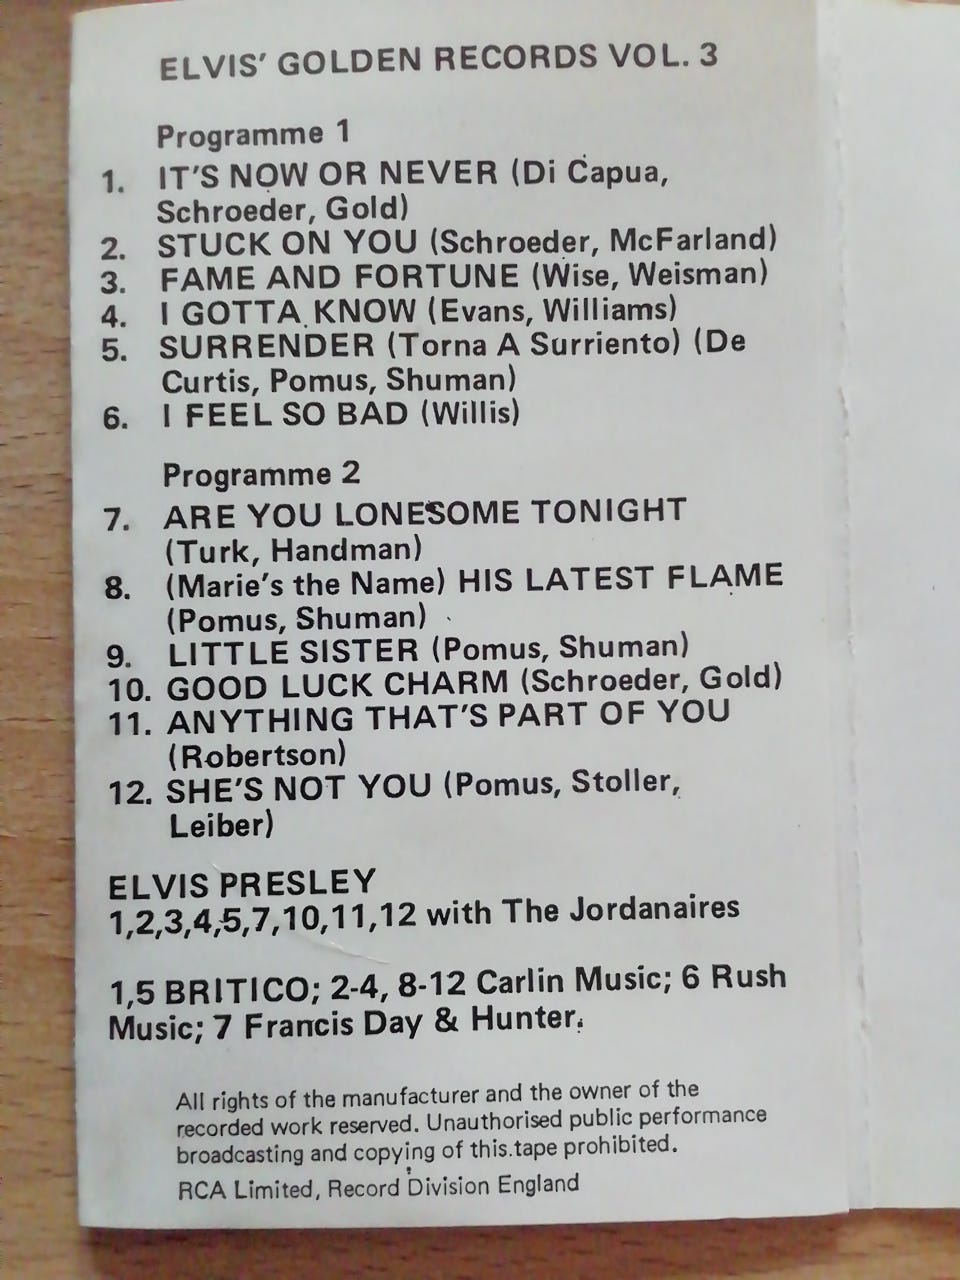 ELVIS' GOLDEN RECORDS VOL. 3
Programme 1
1. IT'S NOW OR NEVER (Di Capua,
Schroeder, Gold)
2. STUCK ON YOU (Schroeder, McFarland)
3. FAME AND FORTUNE (Wise, Weisman)
4. I GOTTA KNOW (Evans, Williams)
5. SURRENDER (Torna A Surriento) (De
Curtis, Pomus, Shuman)
6. I FEEL SO BAD (Willis)
Programme 2
7. ARE YOU LONESOME TONIGHT
(Turk, Handman)
8. (Marie's the Name) HIS LATEST FLAME
(Pomus, Shuman)
9. LITTLE SISTER (Pomus, Shuman)
10. GOOD LUCK CHARM (Schroeder, Gold)
11. ANYTHING THAT'S PART OF YOU
(Robertson)
12. SHE'S NOT YOU (Pomus, Stoller,
Leiber)
ELVIS PRESLEY
1,2,3,4,5,7,10,11,12 with The Jordanaires
1,5 BRITICO; 2-4, 8-12 Carlin Music; 6 Rush
Music; 7 Francis Day & Hunter.
All rights of the manufacturer and the owner of the
recorded work reserved. Unauthorised public performance
broadcasting and copying of this tape prohibited.
RCA Limited, Record Division England